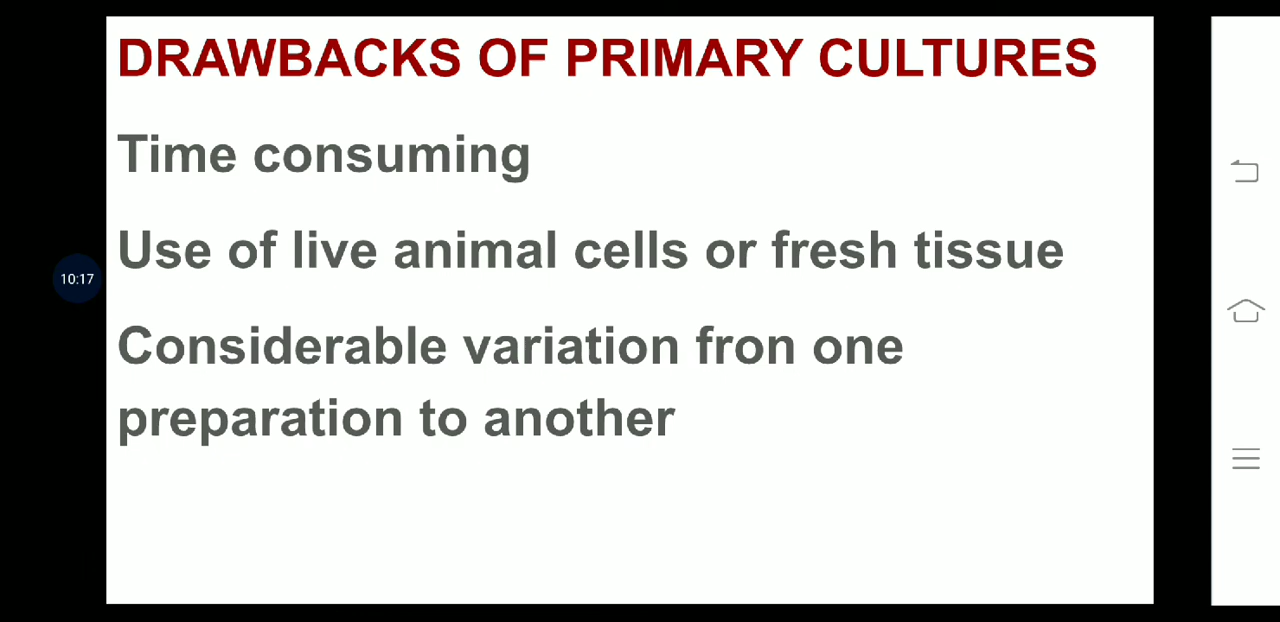 DRAWBACKS OF PRIMARY CULTURES
Time consuming
Use of live animal cells or fresh tissue
10:17
Considerable variation fron one
preparation to another